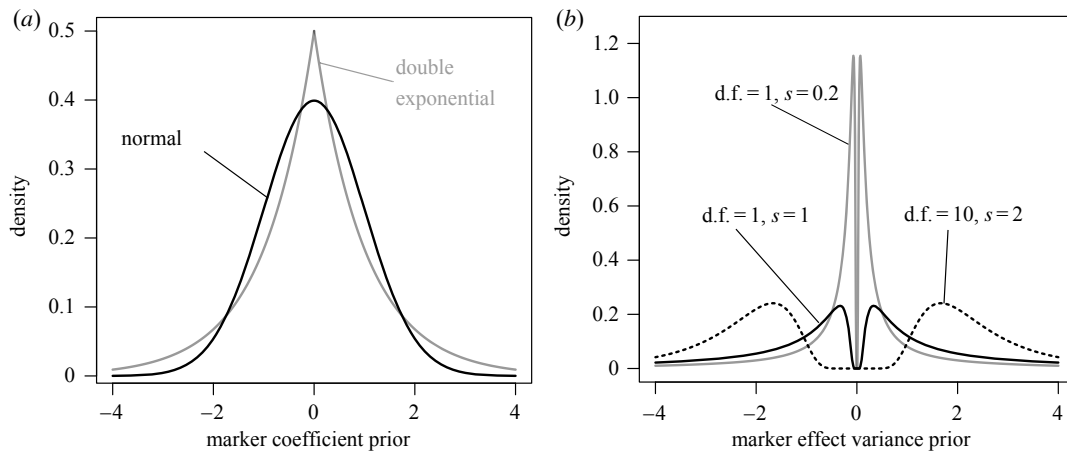 (a)
0.5
0.4
0.3
0.2
0.1
0
density
double
exponential
normal
−4
−2
0
2
4
marker coefficient prior
(b)
1.2
1.0
0.8
0.6
0.4
0.2
0
density
d.f. = 1, s = 0.2
d.f. = 1, s = 1
d.f. = 10, s = 2
−4
−2
0
2
4
marker effect variance prior